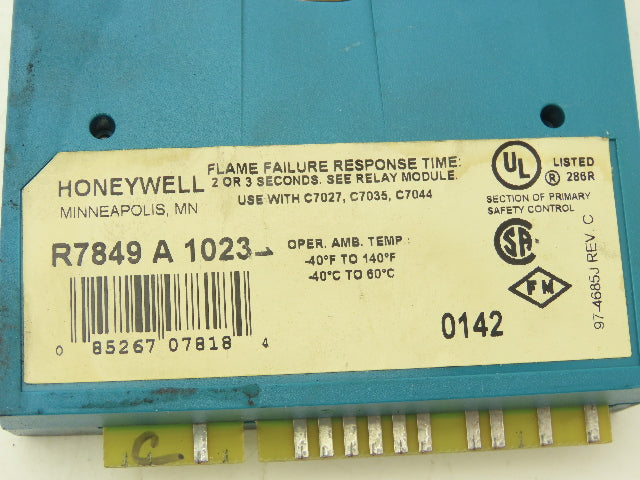 HONEYWELL
MINNEAPOLIS, MN
FLAME FAILURE RESPONSE TIME:
2 OR 3 SECONDS. SEE RELAY MODULE.
USE WITH C7027, C7035, C7044
UL
®
LISTED
286R
SECTION OF PRIMARY
SAFETY CONTROL
R7849 A 1023
OPER. AMB. TEMP :
-40°F TO 140°F
-40°C TO 60°C
SA
FM
0 85267 07818 4
0142
97-4685J REV. C
C